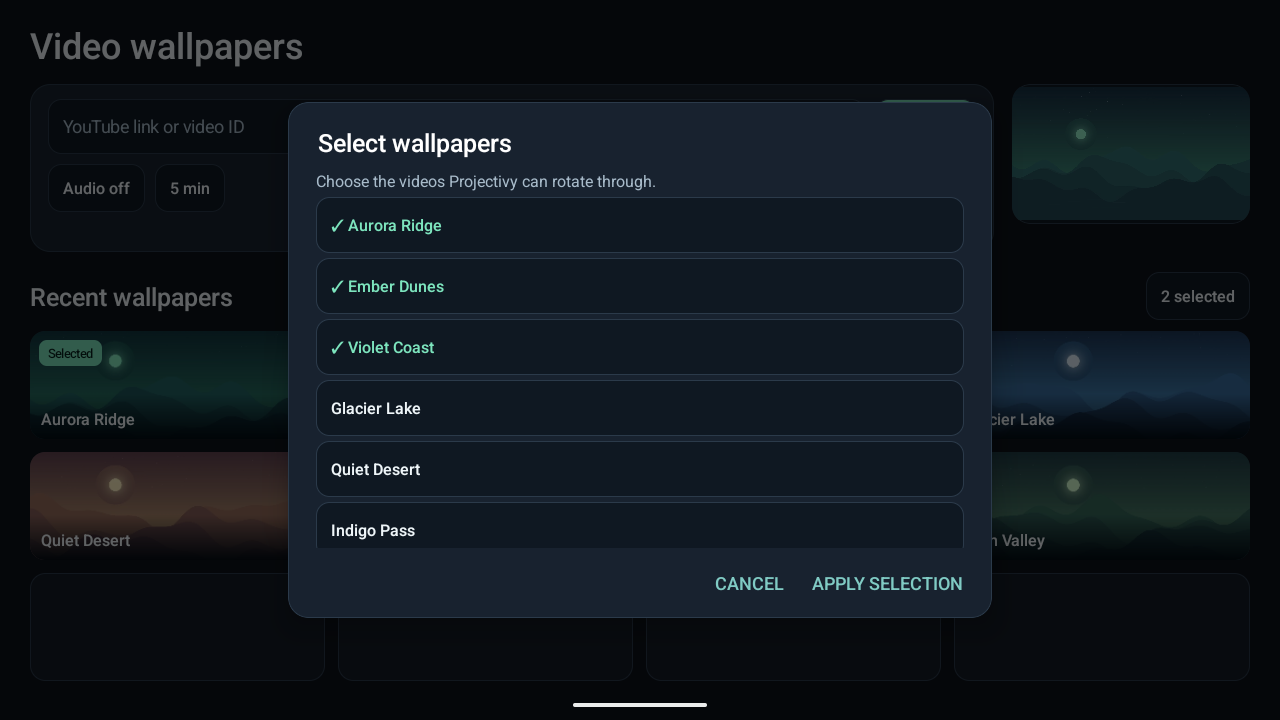 Video wallpapers
YouTube link or video ID
Audio off
5 min
Select wallpapers
Choose the videos Projectivy can rotate through.
✓ Aurora Ridge
✓ Ember Dunes
✓ Violet Coast
Glacier Lake
Quiet Desert
Indigo Pass
CANCEL
APPLY SELECTION
Recent wallpapers
2 selected
Selected
Aurora Ridge
Lake
Quiet Desert
Valley